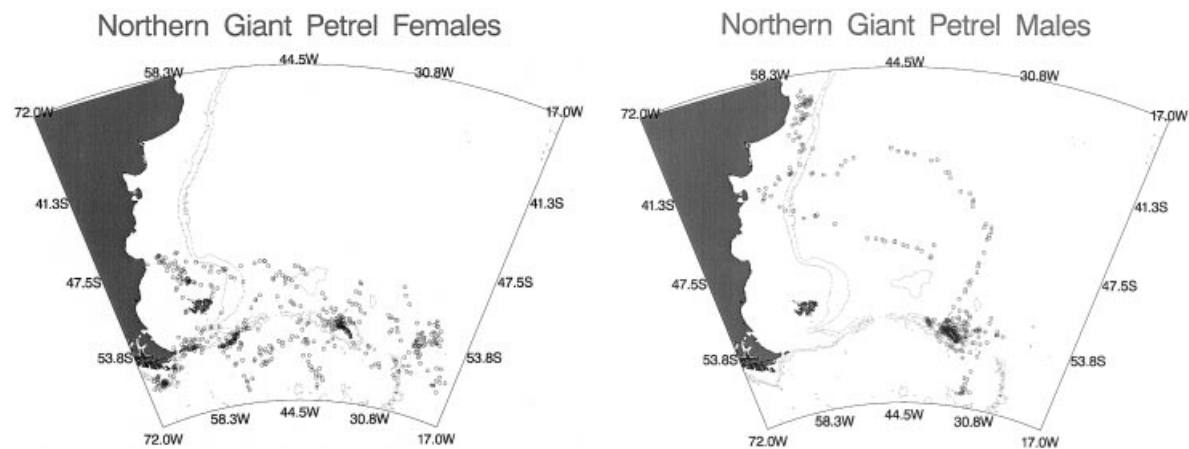 Northern Giant Petrel Females
44.5W
58.3W
30.8W
72.0W
17.0W
41.3S
41.3S
47.5S
47.5S
53.8S
53.8S
58.3W
44.5W
30.8W
72.0W
17.0W
Northern Giant Petrel Males
44.5W
58.3W
30.8W
72.0W
17.0W
41.3S
41.3S
47.5S
47.5S
53.8S
53.8S
58.3W
44.5W
30.8W
72.0W
17.0W